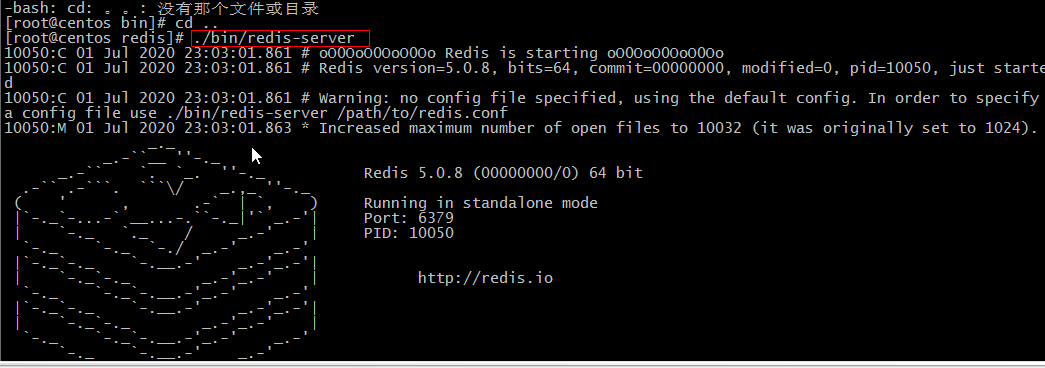 -bash: cd: 。。: 没有那个文件或目录
[root@centos bin]# cd ..
[root@centos redis]# ./bin/redis-server
10050:C 01 Jul 2020 23:03:01.861 # oO0OoO0OoO0Oo Redis is starting oO0OoO0OoO0Oo
10050:C 01 Jul 2020 23:03:01.861 # Redis version=5.0.8, bits=64, commit=00000000, modified=0, pid=10050, just starte
d
10050:C 01 Jul 2020 23:03:01.861 # Warning: no config file specified, using the default config. In order to specify
a config file use ./bin/redis-server /path/to/redis.conf
10050:M 01 Jul 2020 23:03:01.863 * Increased maximum number of open files to 10032 (it was originally set to 1024).
Redis 5.0.8 (00000000/0) 64 bit
Running in standalone mode
Port: 6379
PID: 10050
http://redis.io